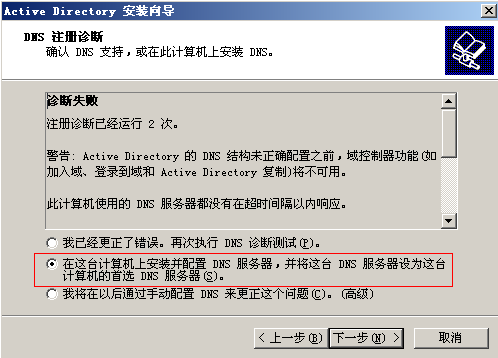 Active Directory 安装向导
DNS 注册诊断
确认 DNS 支持，或在此计算机上安装 DNS。
诊断失败
注册诊断已经运行 2 次。
警告: Active Directory 的 DNS 结构未正确配置之前，域控制器功能(如
加入域、登录到域和 Active Directory 复制)将不可用。
此计算机使用的 DNS 服务器都没有在超时间隔以内响应。
我已经更正了错误。再次执行 DNS 诊断测试(P)。
在这台计算机上安装并配置 DNS 服务器，并将这台 DNS 服务器设为这台
计算机的首选 DNS 服务器(S)。
我将在以后通过手动配置 DNS 来更正这个问题(C)。(高级)
< 上一步(B) 下一步(N) > 取消